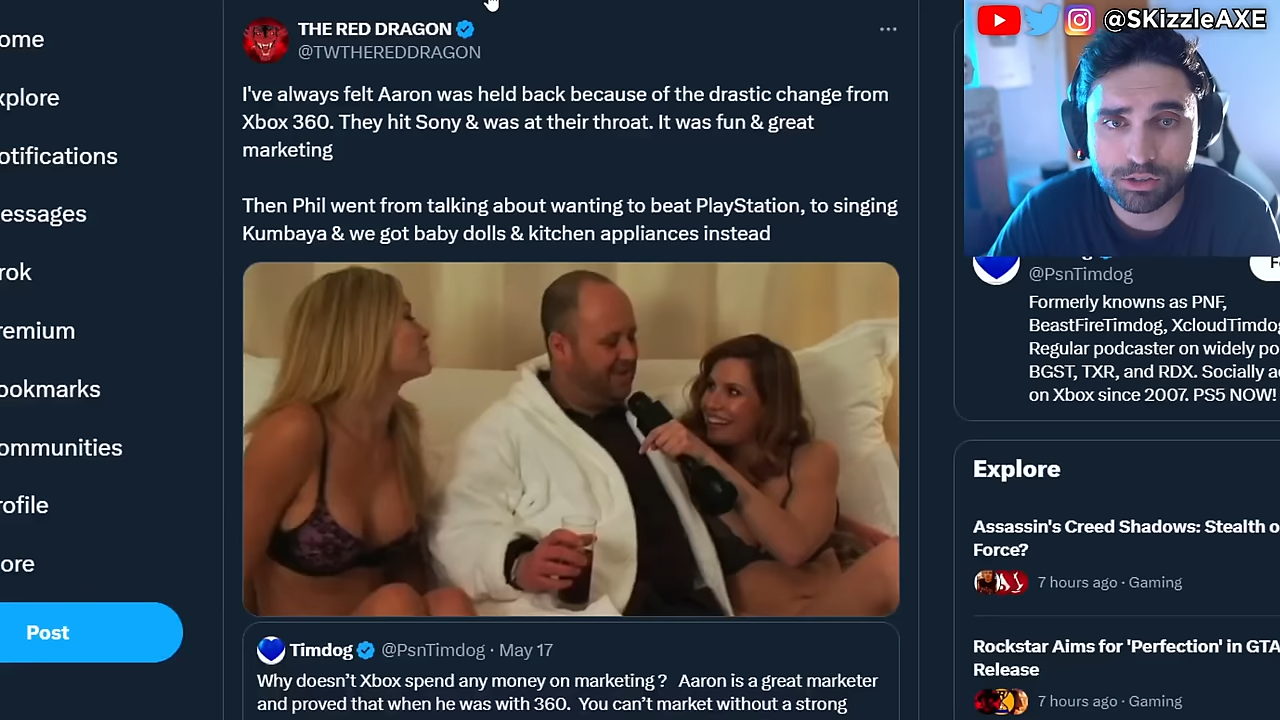 @SKizzleAXE
ome
xplore
otifications
essages
rok
remium
ookmarks
ommunities
rofile
ore
Post
THE RED DRAGON
@TWTHEREDDRAGON
I've always felt Aaron was held back because of the drastic change from
Xbox 360. They hit Sony & was at their throat. It was fun & great
marketing
Then Phil went from talking about wanting to beat PlayStation, to singing
Kumbaya & we got baby dolls & kitchen appliances instead
Timdog @PsnTimdog · May 17
Why doesn't Xbox spend any money on marketing ? Aaron is a great marketer
and proved that when he was with 360. You can't market without a strong
@PsnTimdog
Formerly knowns as PNF,
BeastFireTimdog, XcloudTimdog
Regular podcaster on widely po
BGST, TXR, and RDX. Socially a
on Xbox since 2007. PS5 NOW!
Explore
Assassin's Creed Shadows: Stealth o
Force?
7 hours ago · Gaming
Rockstar Aims for 'Perfection' in GTA
Release
7 hours ago · Gaming